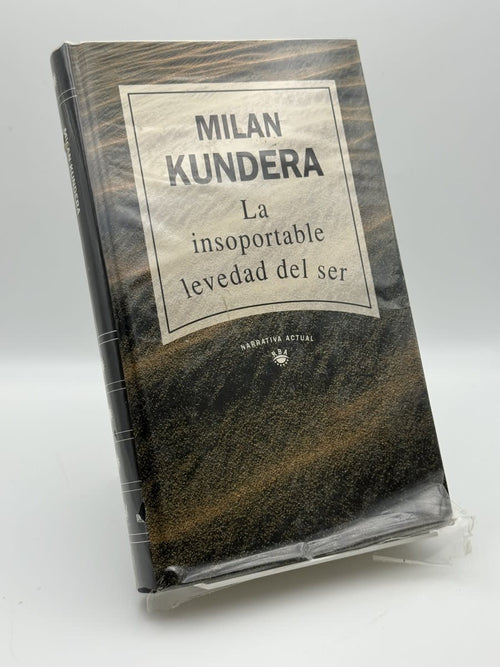 MILAN
KUNDERA
La
insoportable
levedad del ser
NARRATIVA ACTUAL
RBA
MILAN KUNDERA